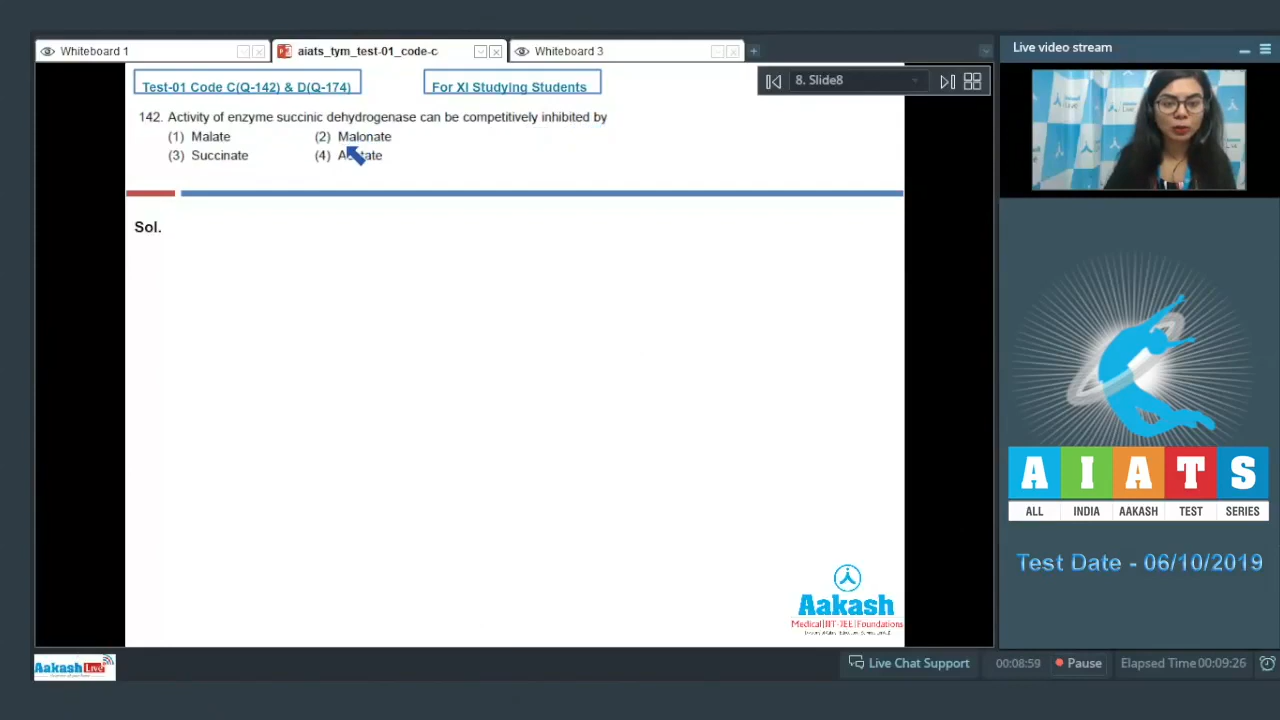 Whiteboard 1
aiats_tym_test-01_code-c
Whiteboard 3
Live video stream
Test-01 Code C(Q-142) & D(Q-174)
For XI Studying Students
8. Slide8
142. Activity of enzyme succinic dehydrogenase can be competitively inhibited by
(1) Malate (2) Malonate
(3) Succinate (4)
Sol.
A I A T S
ALL INDIA AAKASH TEST SERIES
Test Date - 06/10/2019
Aakash
Medical|IIT-JEE|Foundations
Aakash Live
Live Chat Support
00:08:59
Pause
Elapsed Time 00:09:26